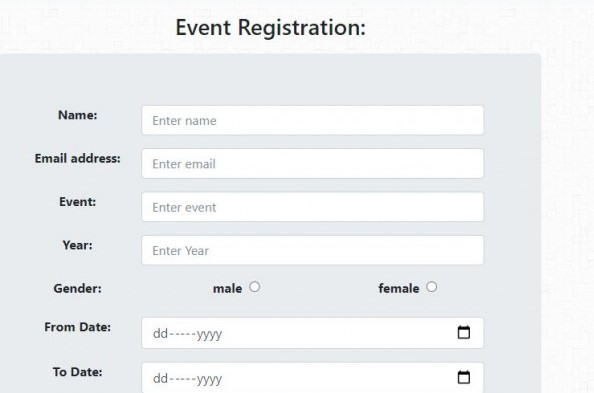 Event Registration:
Name: Enter name
Email address: Enter email
Event: Enter event
Year: Enter Year
Gender: male female
From Date: dd-----yyyy
To Date: dd-----yyyy